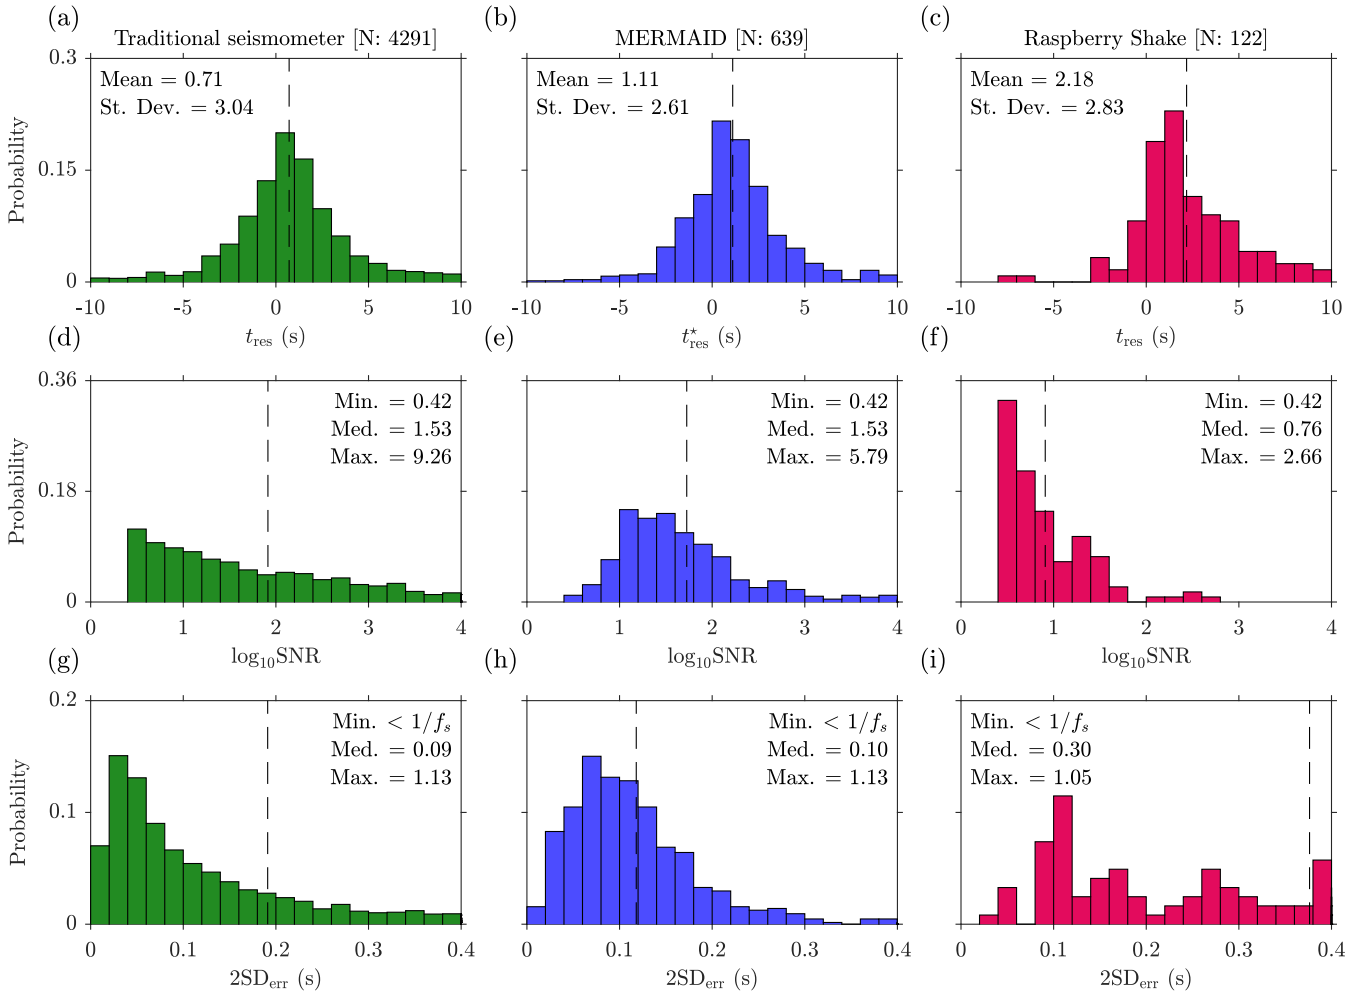 (a)
Traditional seismometer [N: 4291]
Mean = 0.71
St. Dev. = 3.04
Probability
0.3
0.15
0
-10 -5 0 5 10
t_res (s)
(b)
MERMAID [N: 639]
Mean = 1.11
St. Dev. = 2.61
-10 -5 0 5 10
t*_res (s)
(c)
Raspberry Shake [N: 122]
Mean = 2.18
St. Dev. = 2.83
-10 -5 0 5 10
t_res (s)
(d)
Min. = 0.42
Med. = 1.53
Max. = 9.26
Probability
0.36
0.18
0
0 1 2 3 4
log₁₀SNR
(e)
Min. = 0.42
Med. = 1.53
Max. = 5.79
0 1 2 3 4
log₁₀SNR
(f)
Min. = 0.42
Med. = 0.76
Max. = 2.66
0 1 2 3 4
log₁₀SNR
(g)
Min. < 1/f_s
Med. = 0.09
Max. = 1.13
Probability
0.2
0.1
0
0 0.1 0.2 0.3 0.4
2SD_err (s)
(h)
Min. < 1/f_s
Med. = 0.10
Max. = 1.13
0 0.1 0.2 0.3 0.4
2SD_err (s)
(i)
Min. < 1/f_s
Med. = 0.30
Max. = 1.05
0 0.1 0.2 0.3 0.4
2SD_err (s)